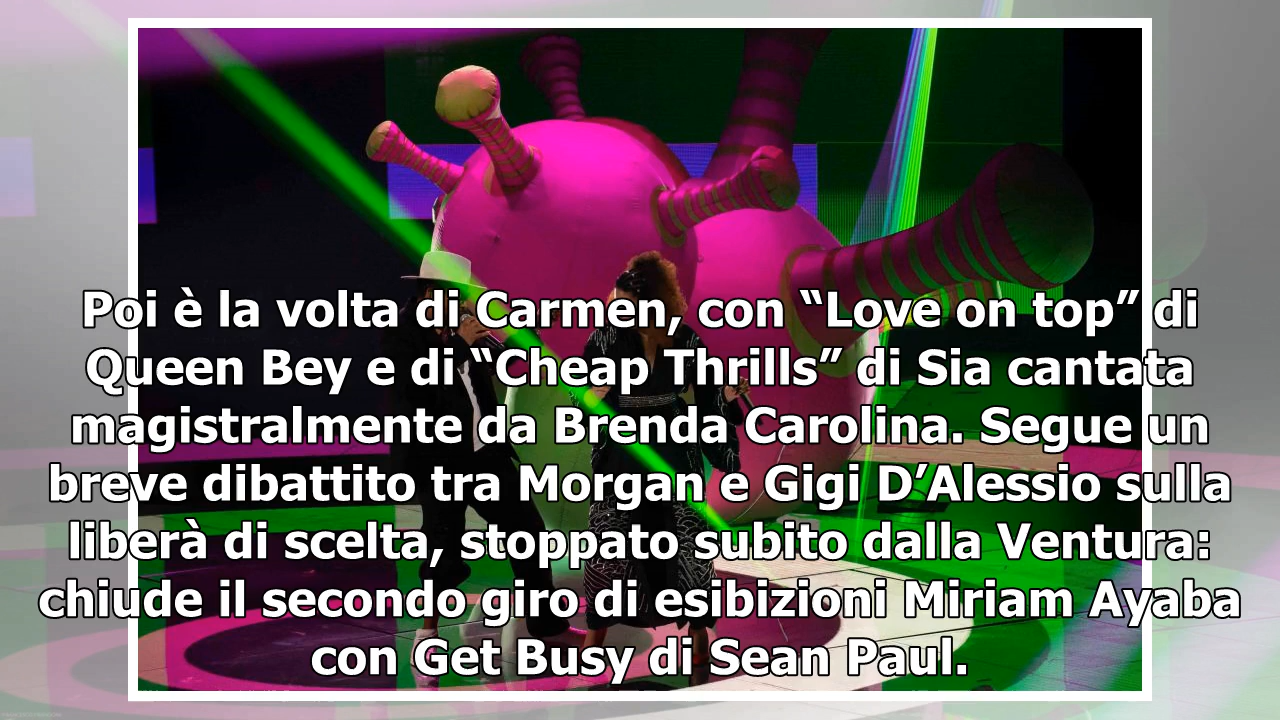 Poi è la volta di Carmen, con “Love on top” di
Queen Bey e di “Cheap Thrills” di Sia cantata
magistralmente da Brenda Carolina. Segue un
breve dibattito tra Morgan e Gigi D’Alessio sulla
liberà di scelta, stoppato subito dalla Ventura:
chiude il secondo giro di esibizioni Miriam Ayaba
con Get Busy di Sean Paul.